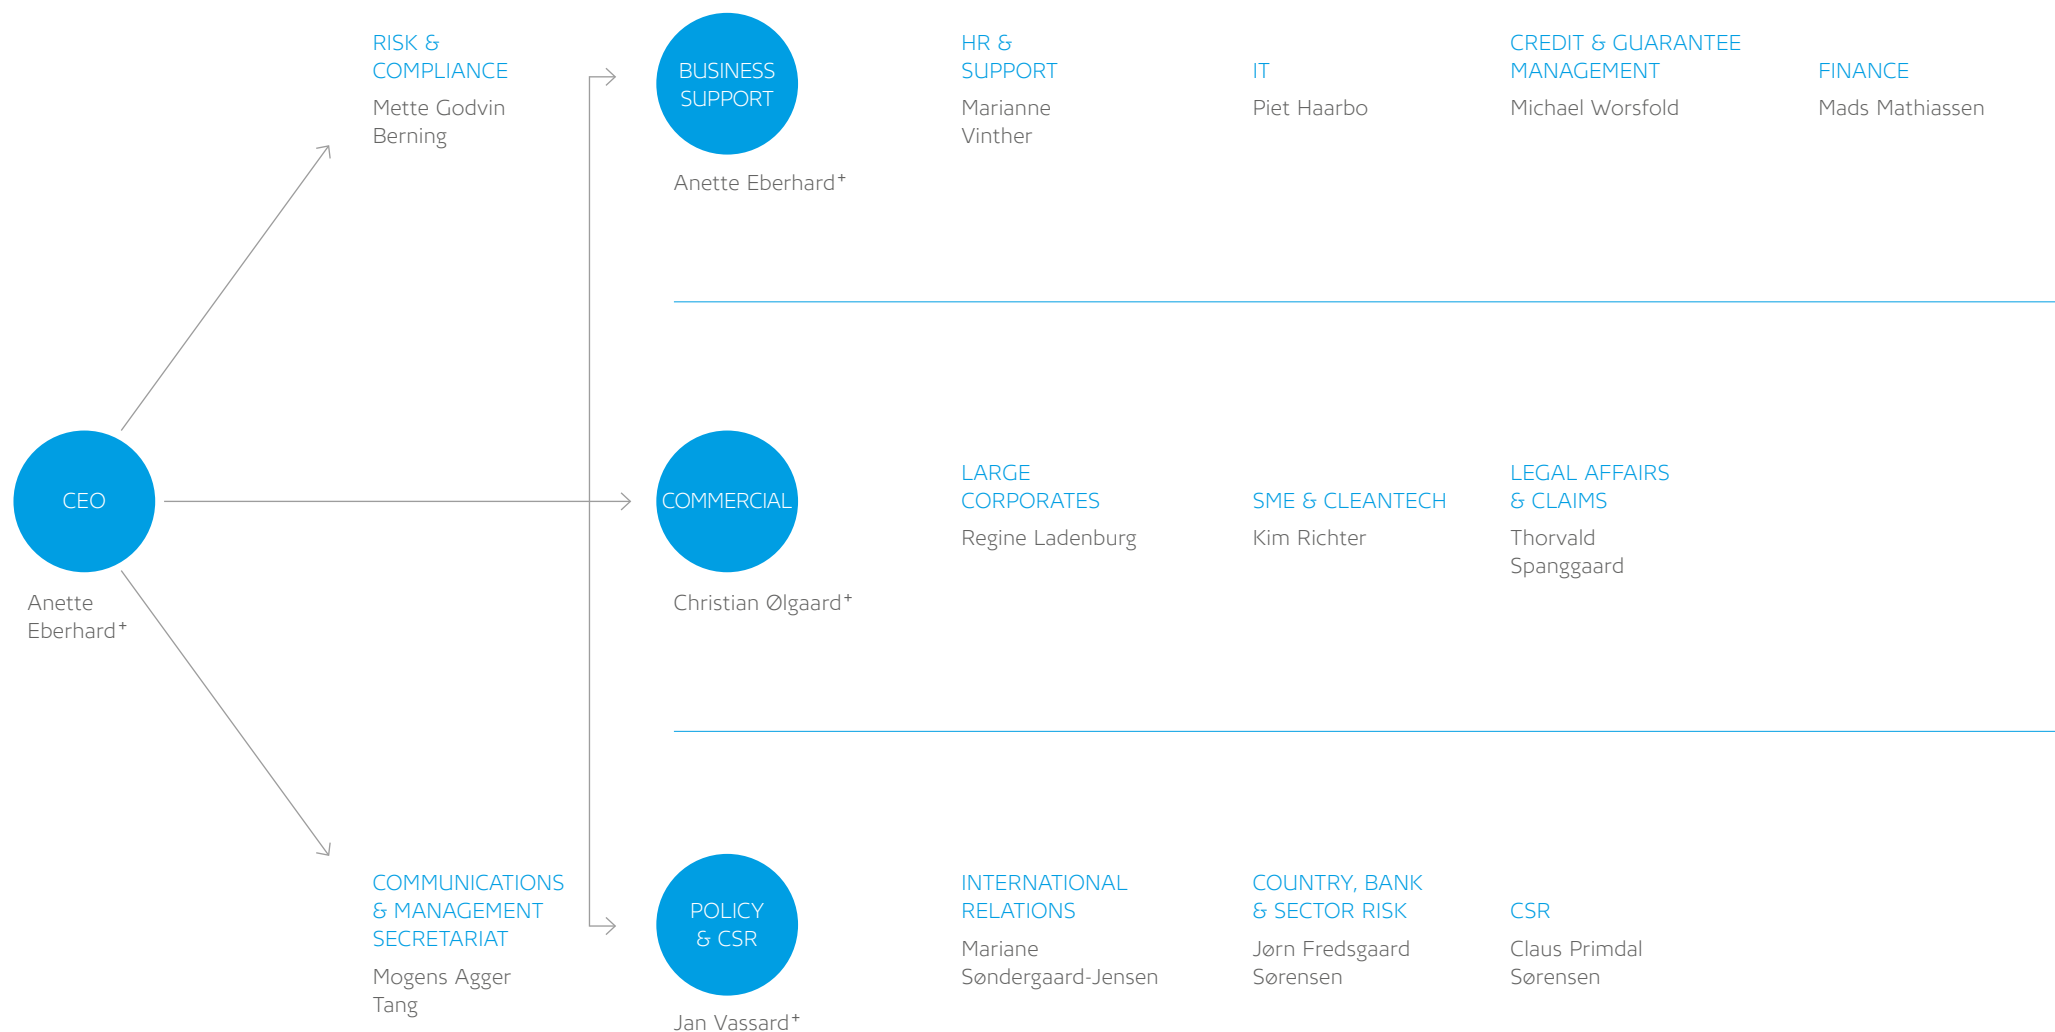 RISK &
COMPLIANCE
Mette Godvin
Berning
BUSINESS
SUPPORT
Anette Eberhard+
HR &
SUPPORT
Marianne
Vinther
IT
Piet Haarbo
CREDIT & GUARANTEE
MANAGEMENT
Michael Worsfold
FINANCE
Mads Mathiassen
CEO
Anette
Eberhard+
COMMERCIAL
Christian Ølgaard+
LARGE
CORPORATES
Regine Ladenburg
SME & CLEANTECH
Kim Richter
LEGAL AFFAIRS
& CLAIMS
Thorvald
Spanggaard
COMMUNICATIONS
& MANAGEMENT
SECRETARIAT
Mogens Agger
Tang
POLICY
& CSR
Jan Vassard+
INTERNATIONAL
RELATIONS
Mariane
Søndergaard-Jensen
COUNTRY, BANK
& SECTOR RISK
Jørn Fredsgaard
Sørensen
CSR
Claus Primdal
Sørensen